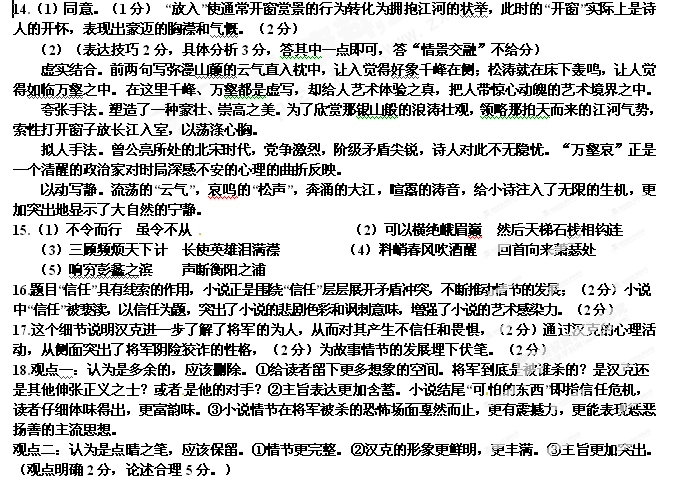 14.（1）同意。（1分）“放入”使通常开窗赏景的行为转化为拥抱江河的状举，此时的“开窗”实际上是诗
人的开怀，表现出豪迈的胸襟和气慨。（2分）
（2）（表达技巧2分，具体分析3分，答其中一点即可，答“情景交融”不给分）
虚实结合。前两句写弥漫山颠的云气直入枕中，让入觉得好象千峰在侧；松涛就在床下轰鸣，让人觉
得如临万壑之中。在这里千峰、万壑都是虚写，却给人艺术体验之真，把人带惊心动魄的艺术境界之中。
夸张手法。塑造了一种豪壮、崇高之美。为了欣赏那银山般的浪涛壮观，领略那拍天而来的江河气势，
索性打开窗子放长江入室，以荡涤心胸。
拟人手法。曾公亮所处的北宋时代，党争激烈，阶级矛盾尖锐，诗人对此不无隐忧。“万壑哀”正是
一个清醒的政治家对时局深感不安的心理的曲折反映。
以动写静。流荡的“云气”，哀鸣的“松声”，奔涌的大江，喧嚣的涛音，给小诗注入了无限的生机，更
加突出地显示了大自然的宁静。
15.（1）不令而行　虽令不从　（2）可以横绝峨眉巅　然后天梯石栈相钩连
（3）三顾频烦天下计　长使英雄泪满襟　（4）料峭春风吹酒醒　回首向来萧瑟处
（5）响穷彭蠡之滨　声断衡阳之浦
16.题目“信任”具有线索的作用，小说正是围绕“信任”层层展开矛盾冲突，不断推动情节的发展；（2分）小说
中“信任”被亵渎，以信任为题，突出了小说的悲剧色彩和讽刺意味，增强了小说的艺术感染力。（2分）
17.这个细节说明汉克进一步了解了将军的为人，从而对其产生不信任和畏惧，（2分）通过汉克的心理活
动，从侧面突出了将军阴险狡诈的性格，（2分）为故事情节的发展埋下伏笔。（2分）
18.观点一：认为是多余的，应该删除。①给读者留下更多想象的空间。将军到底是被谁杀的？是汉克还
是其他伸张正义之士？或者是他的对手？②主旨表达更加含蓄。小说结尾“可怕的东西”即指信任危机，
读者仔细体味得出，更富韵味。③小说情节在将军被杀的恐怖场面戛然而止，更有震撼力，更能表现惩恶
扬善的主流思想。
观点二：认为是点睛之笔，应该保留。①情节更完整。②汉克的形象更鲜明，更丰满。③主旨更加突出。
（观点明确2分，论述合理5分。）